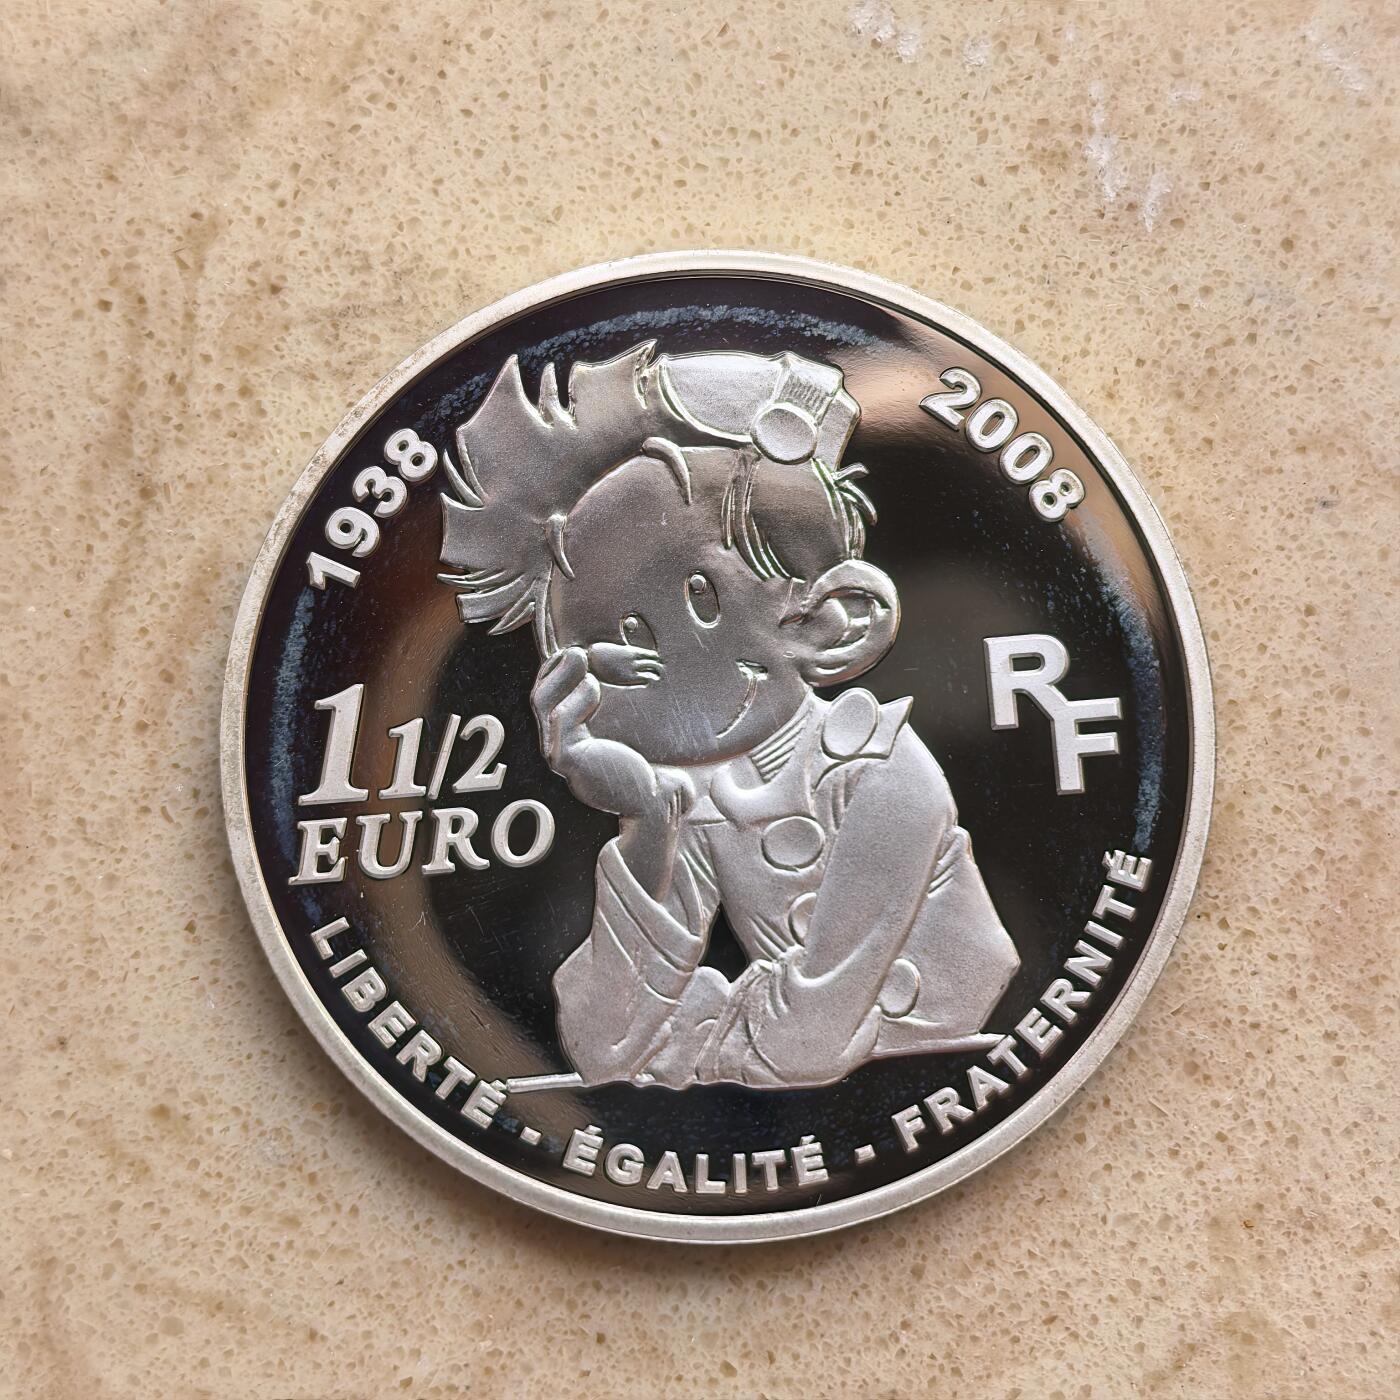 1938
2008
1 1/2
EURO
RF
LIBERTÉ - ÉGALITÉ - FRATERNITÉ